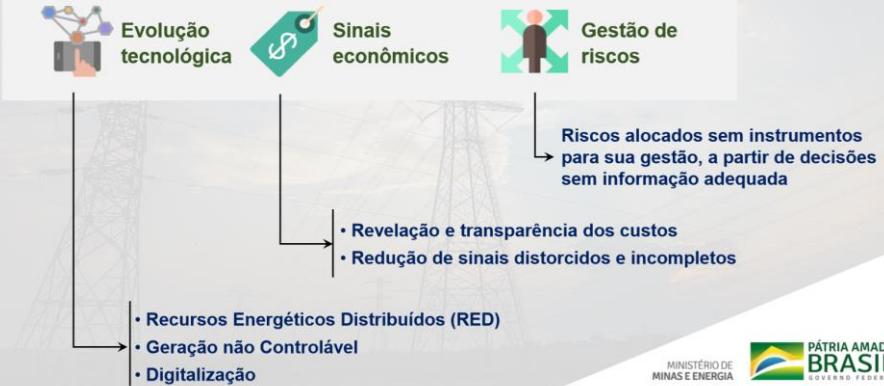 Evolução
tecnológica
Sinais
econômicos
Gestão de
riscos
Riscos alocados sem instrumentos
para sua gestão, a partir de decisões
sem informação adequada
• Revelação e transparência dos custos
• Redução de sinais distorcidos e incompletos
• Recursos Energéticos Distribuídos (RED)
• Geração não Controlável
• Digitalização
MINISTÉRIO DE
MINAS E ENERGIA
PÁTRIA AMAD
BRASIL
GOVERNO FEDER